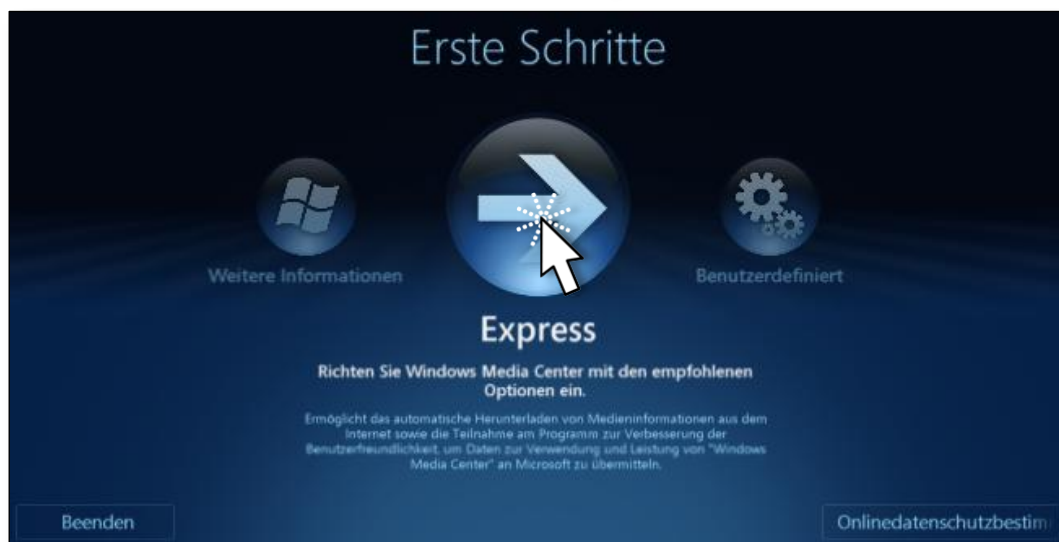 Erste Schritte
Weitere Informationen
Benutzerdefiniert
Express
Richten Sie Windows Media Center mit den empfohlenen
Optionen ein.
Ermöglicht das automatische Herunterladen von Medieninformationen aus dem
Internet sowie die Teilnahme am Programm zur Verbesserung der
Benutzerfreundlichkeit, um Daten zur Verwendung und Leistung von "Windows
Media Center" an Microsoft zu übermitteln.
Beenden
Onlinedatenschutzbestim